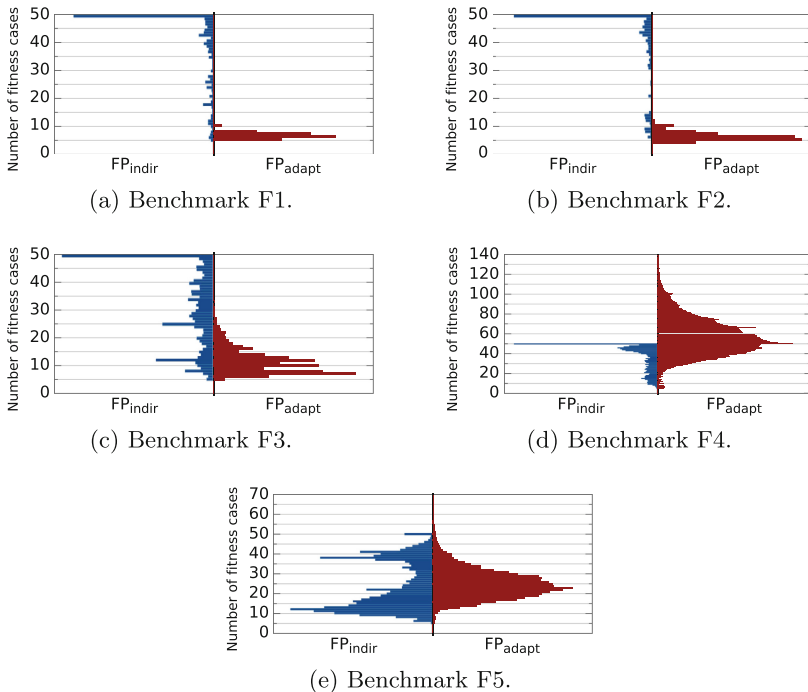 Number of fitness cases
50
40
30
20
10
0
FPindir
FPadapt
(a) Benchmark F1.
Number of fitness cases
50
40
30
20
10
0
FPindir
FPadapt
(b) Benchmark F2.
Number of fitness cases
50
40
30
20
10
0
FPindir
FPadapt
(c) Benchmark F3.
Number of fitness cases
140
120
100
80
60
40
20
0
FPindir
FPadapt
(d) Benchmark F4.
Number of fitness cases
70
60
50
40
30
20
10
0
FPindir
FPadapt
(e) Benchmark F5.